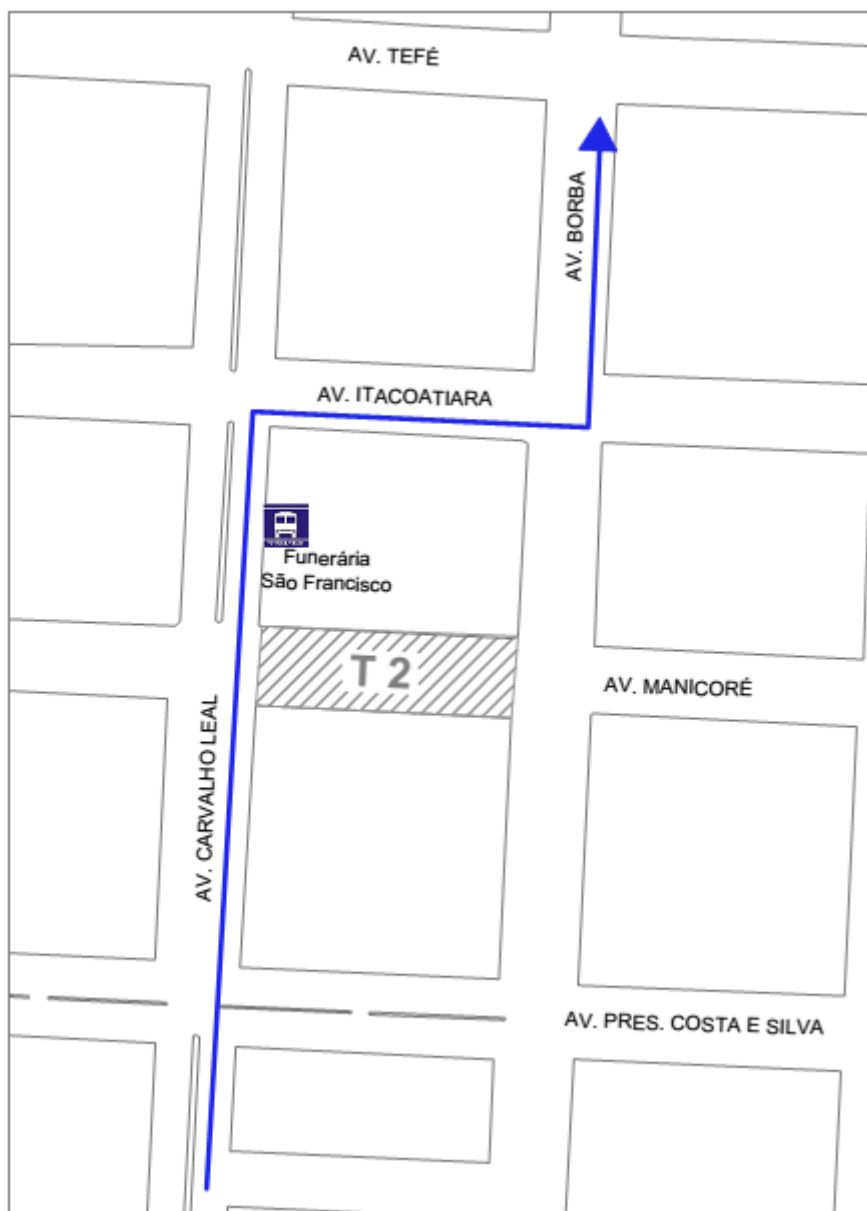 AV. TEFÉ
AV. BORBA
AV. ITACOATIARA
Funerária
São Francisco
T 2
AV. MANICORÉ
AV. CARVALHO LEAL
AV. PRES. COSTA E SILVA